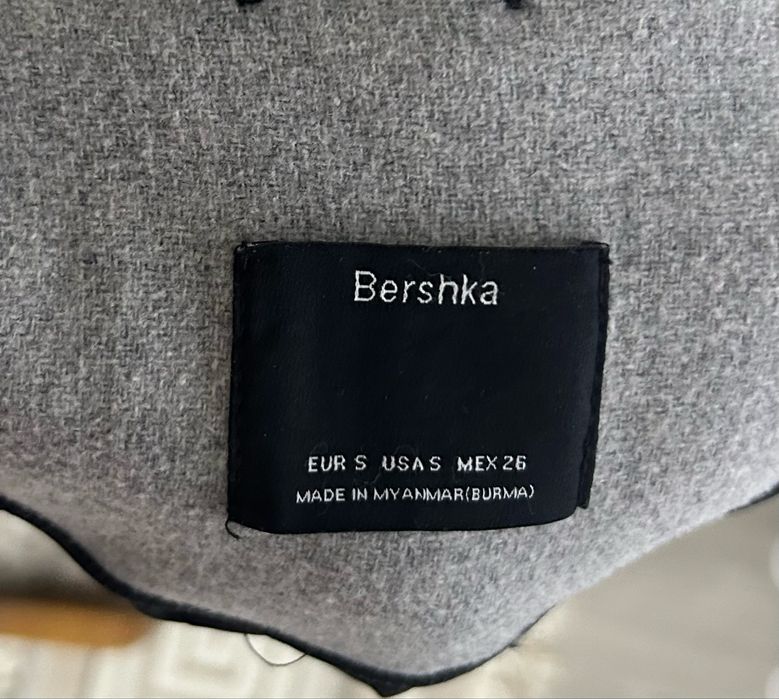 Bershka
EUR S USA S MEX 26
MADE IN MYANMAR(BURMA)